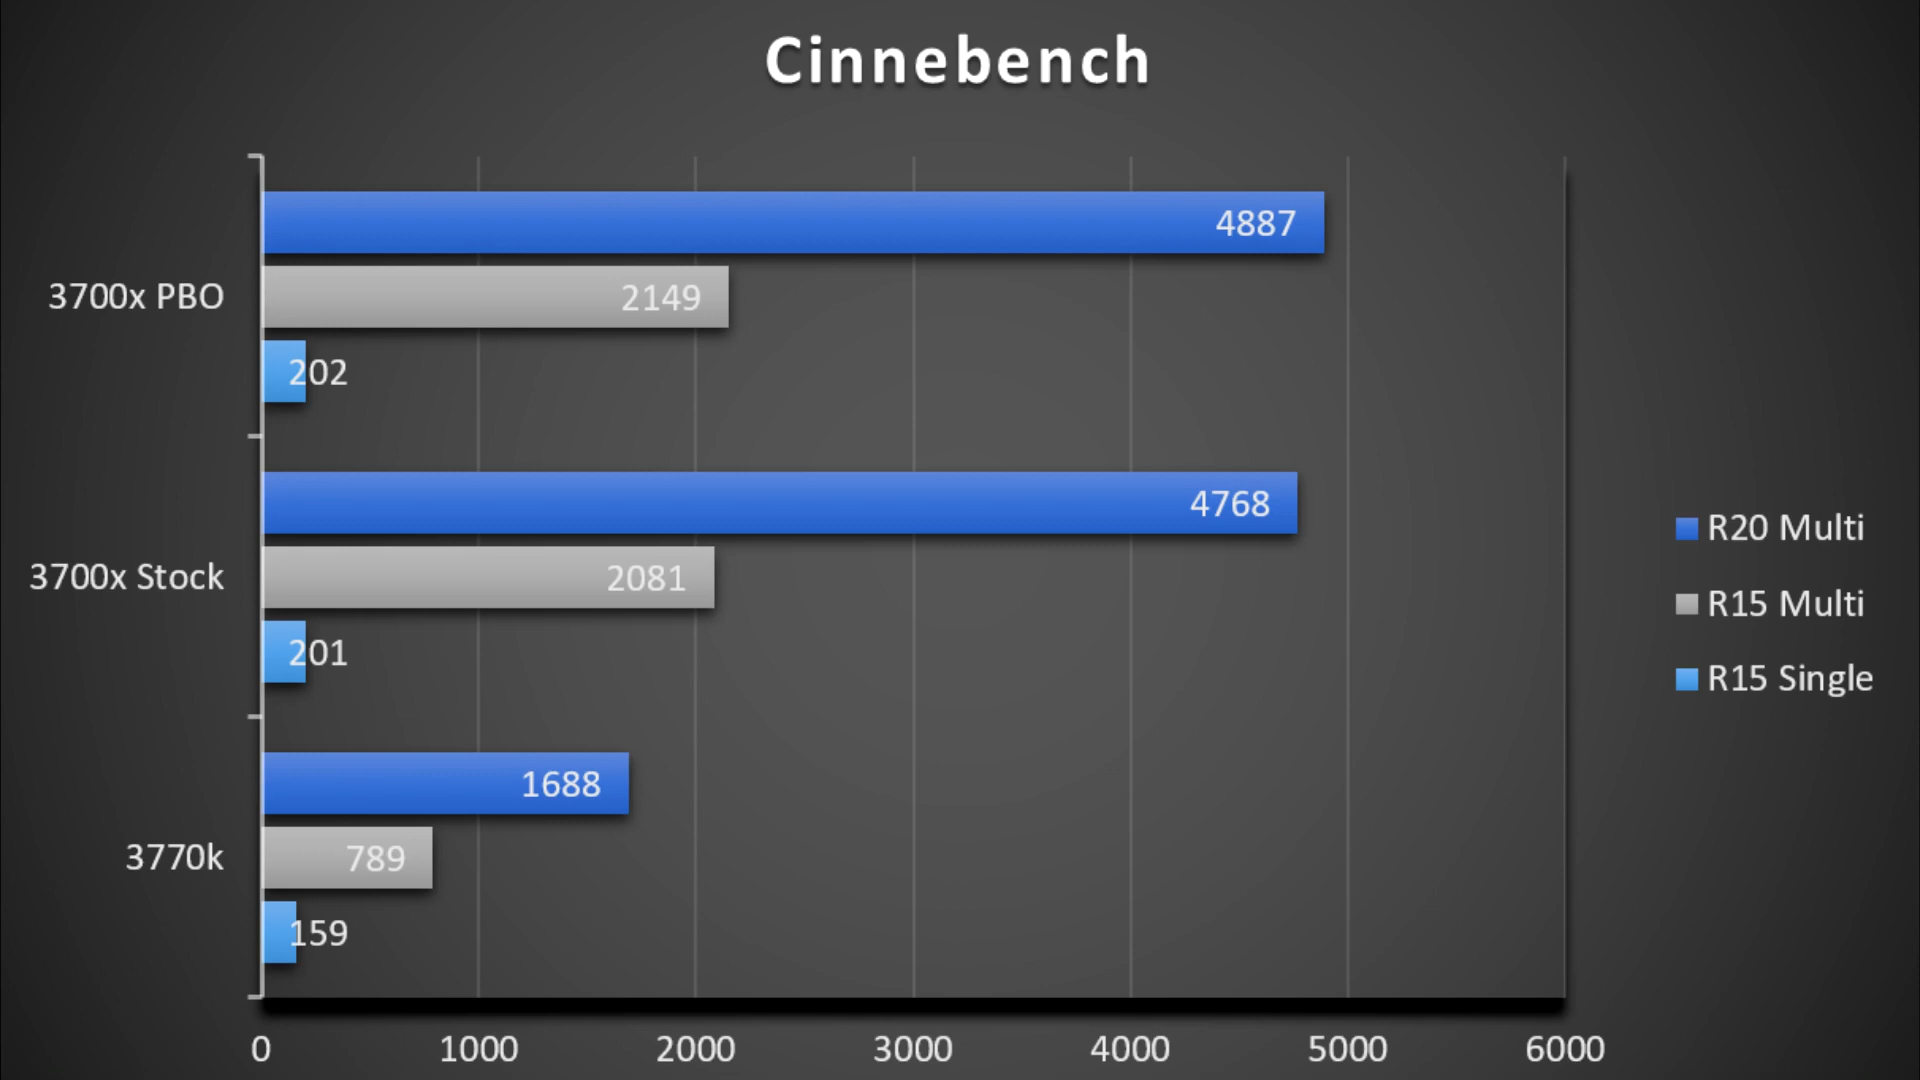 Cinnebench
3700x PBO
4887
2149
202
3700x Stock
4768
2081
201
3770k
1688
789
159
0 1000 2000 3000 4000 5000 6000
R20 Multi
R15 Multi
R15 Single